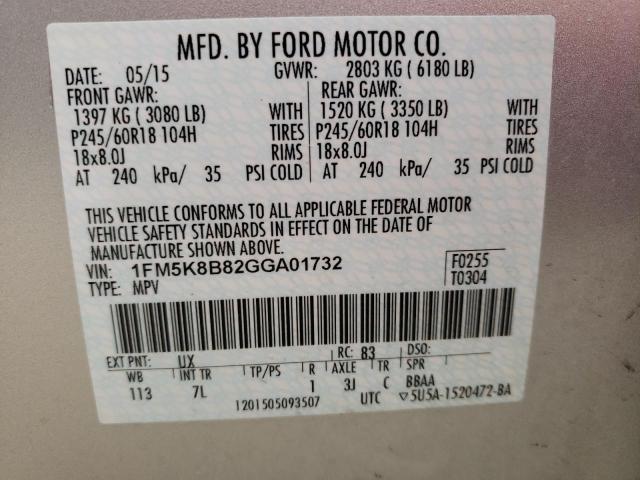 MFD. BY FORD MOTOR CO.
DATE: 05/15 GVWR: 2803 KG ( 6180 LB)
FRONT GAWR: REAR GAWR:
1397 KG ( 3080 LB) WITH 1520 KG ( 3350 LB) WITH
P245/60R18 104H TIRES P245/60R18 104H TIRES
18x8.0J RIMS 18x8.0J RIMS
AT 240 kPa/ 35 PSI COLD AT 240 kPa/ 35 PSI COLD
THIS VEHICLE CONFORMS TO ALL APPLICABLE FEDERAL MOTOR
VEHICLE SAFETY STANDARDS IN EFFECT ON THE DATE OF
MANUFACTURE SHOWN ABOVE.
VIN: 1FM5K8B82GGA01732 F0255
TYPE: MPV T0304
EXT PNT: UX RC: 83 DSO:
WB INT TR TP/PS R AXLE TR SPR
113 7L 1 3J C BBAA
1201505093507 UTC ▽5U5A-1520472-BA